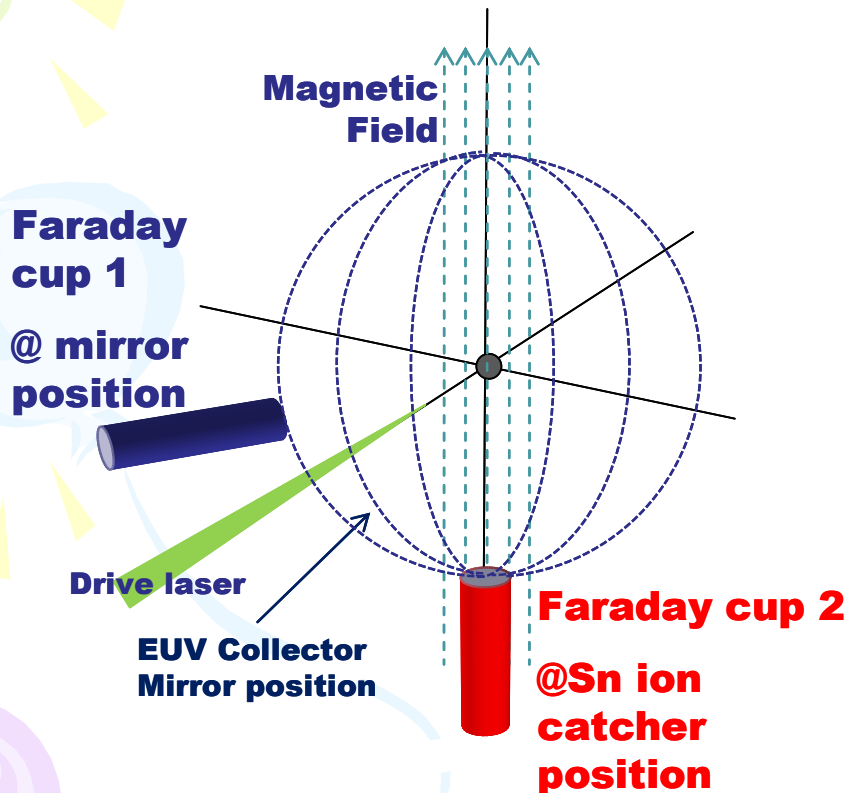 Magnetic
Field
Faraday
cup 1
@ mirror
position
Drive laser
EUV Collector
Mirror position
Faraday cup 2
@Sn ion
catcher
position